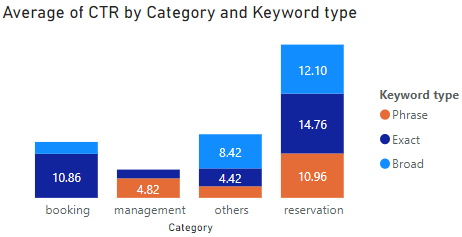 Average of CTR by Category and Keyword type
12.10
Keyword type
Phrase
14.76
Exact
8.42
Broad
10.86
4.42
4.82
10.96
booking
management
others
reservation
Category